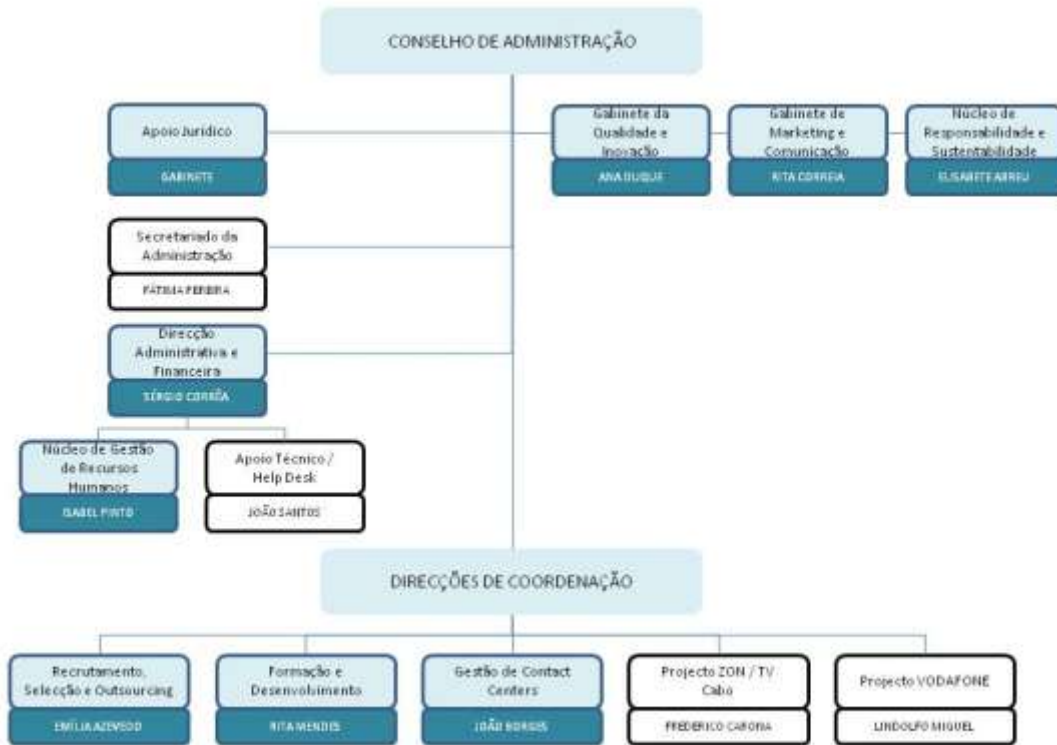 CONSELHO DE ADMINISTRAÇÃO
Apoio Jurídico
GABINETE
Gabinete da
Qualidade e
Inovação
ANA DUQUE
Gabinete de
Marketing e
Comunicação
RITA CORREIA
Núcleo de
Responsabilidade e
Sustentabilidade
ELISABETE ABREU
Secretariado da
Administração
FÁTIMA PEREIRA
Direcção
Administrativa e
Financeira
SÉRGIO CORRÊA
Núcleo de Gestão
de Recursos
Humanos
ISABEL PINTO
Apoio Técnico /
Help Desk
JOÃO SANTOS
DIRECÇÕES DE COORDENAÇÃO
Recrutamento,
Selecção e Outsourcing
EMÍLIA AZEVEDO
Formação e
Desenvolvimento
RITA MENDES
Gestão de Contact
Centers
JOÃO BORGES
Projecto ZON / TV
Cabo
FREDERICO
Projecto VODAFONE
LINDOLFO MIGUEL